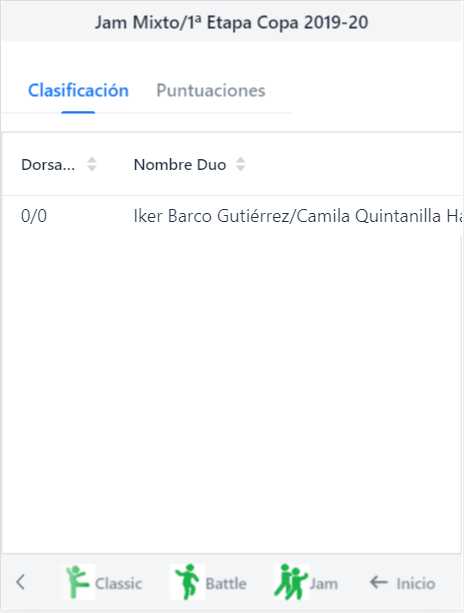 Jam Mixto/1ª Etapa Copa 2019-20
Clasificación Puntuaciones
Dorsa... Nombre Duo
0/0 Iker Barco Gutiérrez/Camila Quintanilla Ha
Classic Battle Jam Inicio